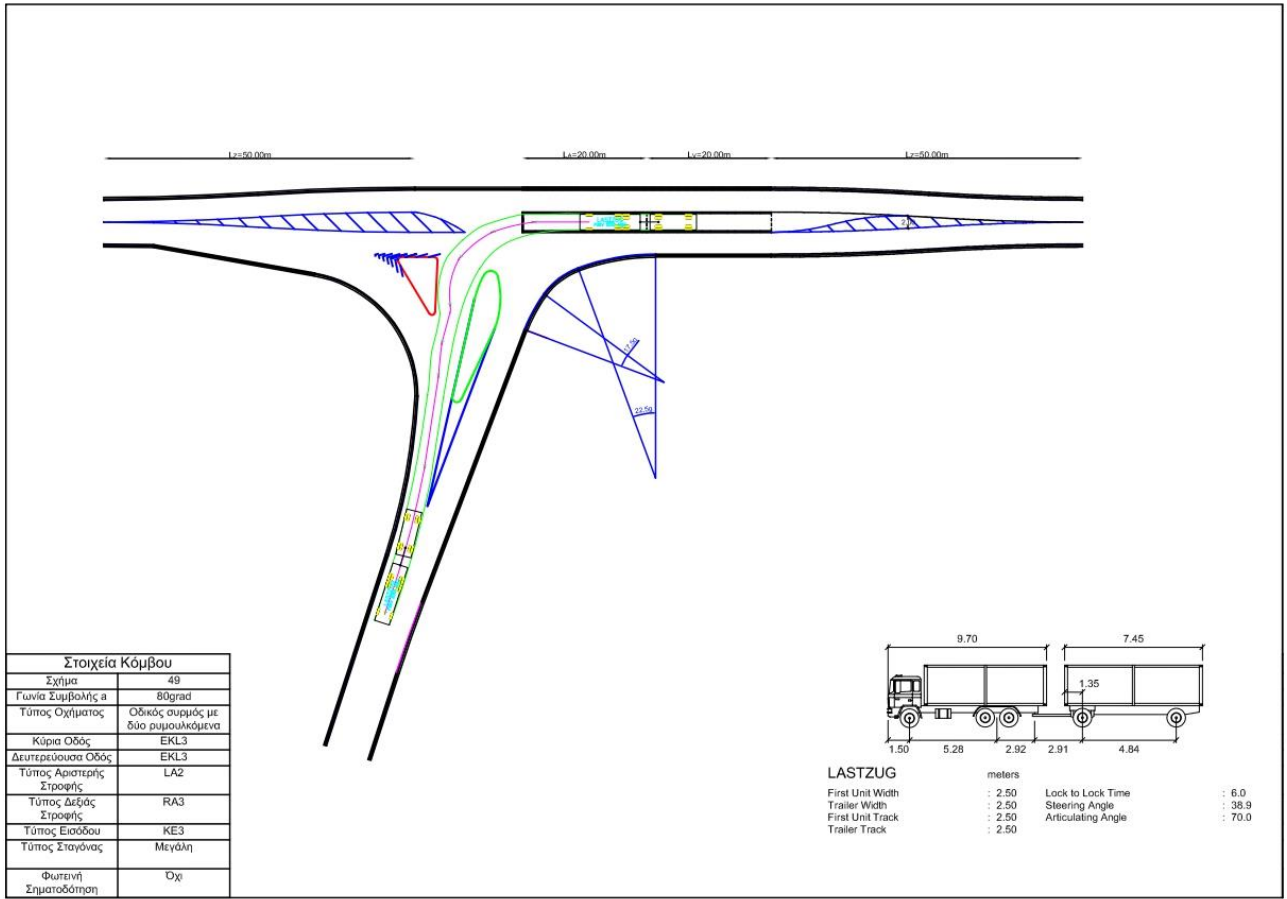 Lz=50.00m
LA=20.00m
Lv=20.00m
Lz=50.00m
LASTZUG
17.5g
22.5g
Στοιχεία Κόμβου
Σχήμα 49
Γωνία Συμβολής a 80grad
Τύπος Οχήματος Οδικός συρμός με
δύο ρυμουλκόμενα
Κύρια Οδός EKL3
Δευτερεύουσα Οδός EKL3
Τύπος Αριστερής LA2
Στροφής
Τύπος Δεξιάς RA3
Στροφής
Τύπος Εισόδου KE3
Τύπος Σταγόνας Μεγάλη
Φωτεινή Όχι
Σηματοδότηση
9.70 7.45
1.35
1.50 5.28 2.92 2.91 4.84
LASTZUG meters
First Unit Width : 2.50 Lock to Lock Time : 6.0
Trailer Width : 2.50 Steering Angle : 38.9
First Unit Track : 2.50 Articulating Angle : 70.0
Trailer Track : 2.50